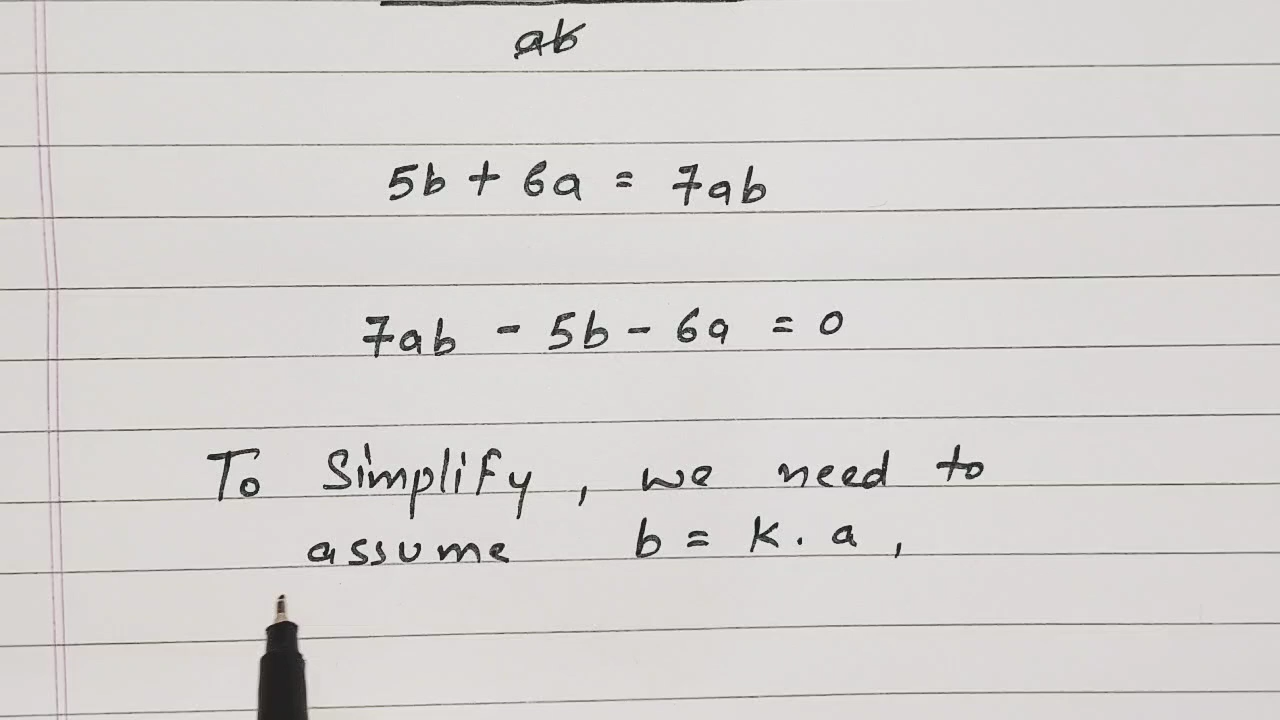 ab
5b + 6a = 7ab
7ab - 5b - 6a = 0
To Simplify, we need to
assume b = k. a,